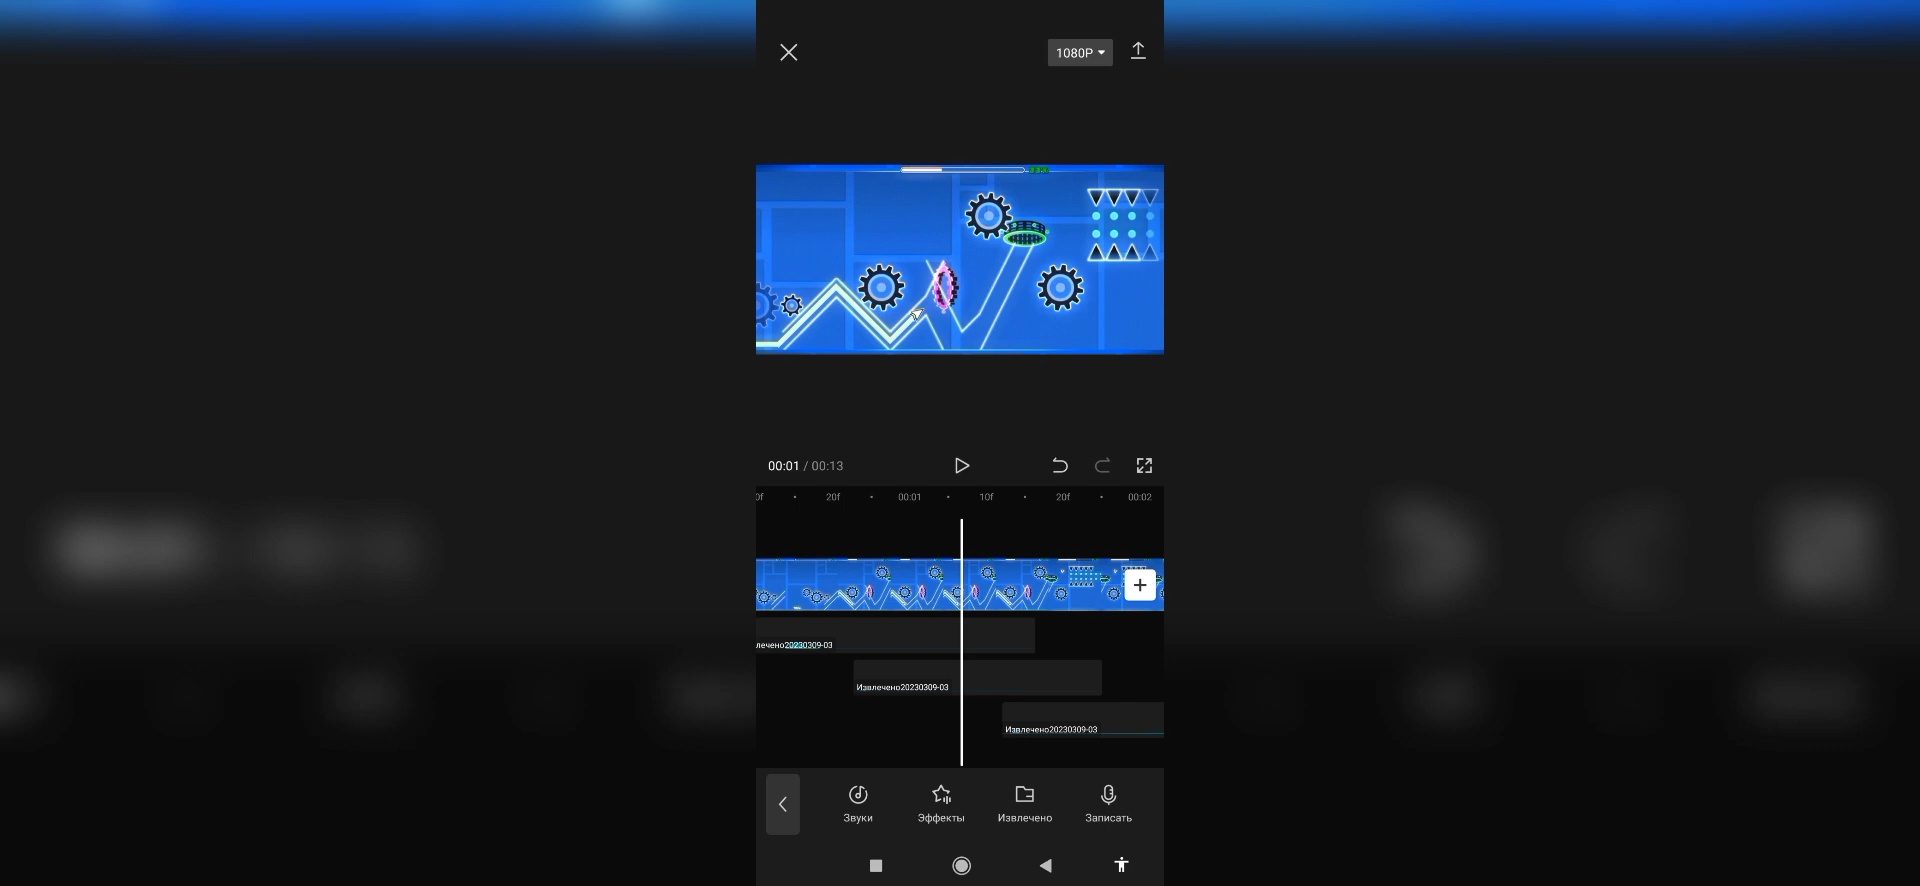 1080P
00:01 / 00:13
0f 20f 00:01 10f 20f 00:02
лечено20230309-03
Извлечено20230309-03
Извлечено20230309-03
Звуки Эффекты Извлечено Записать